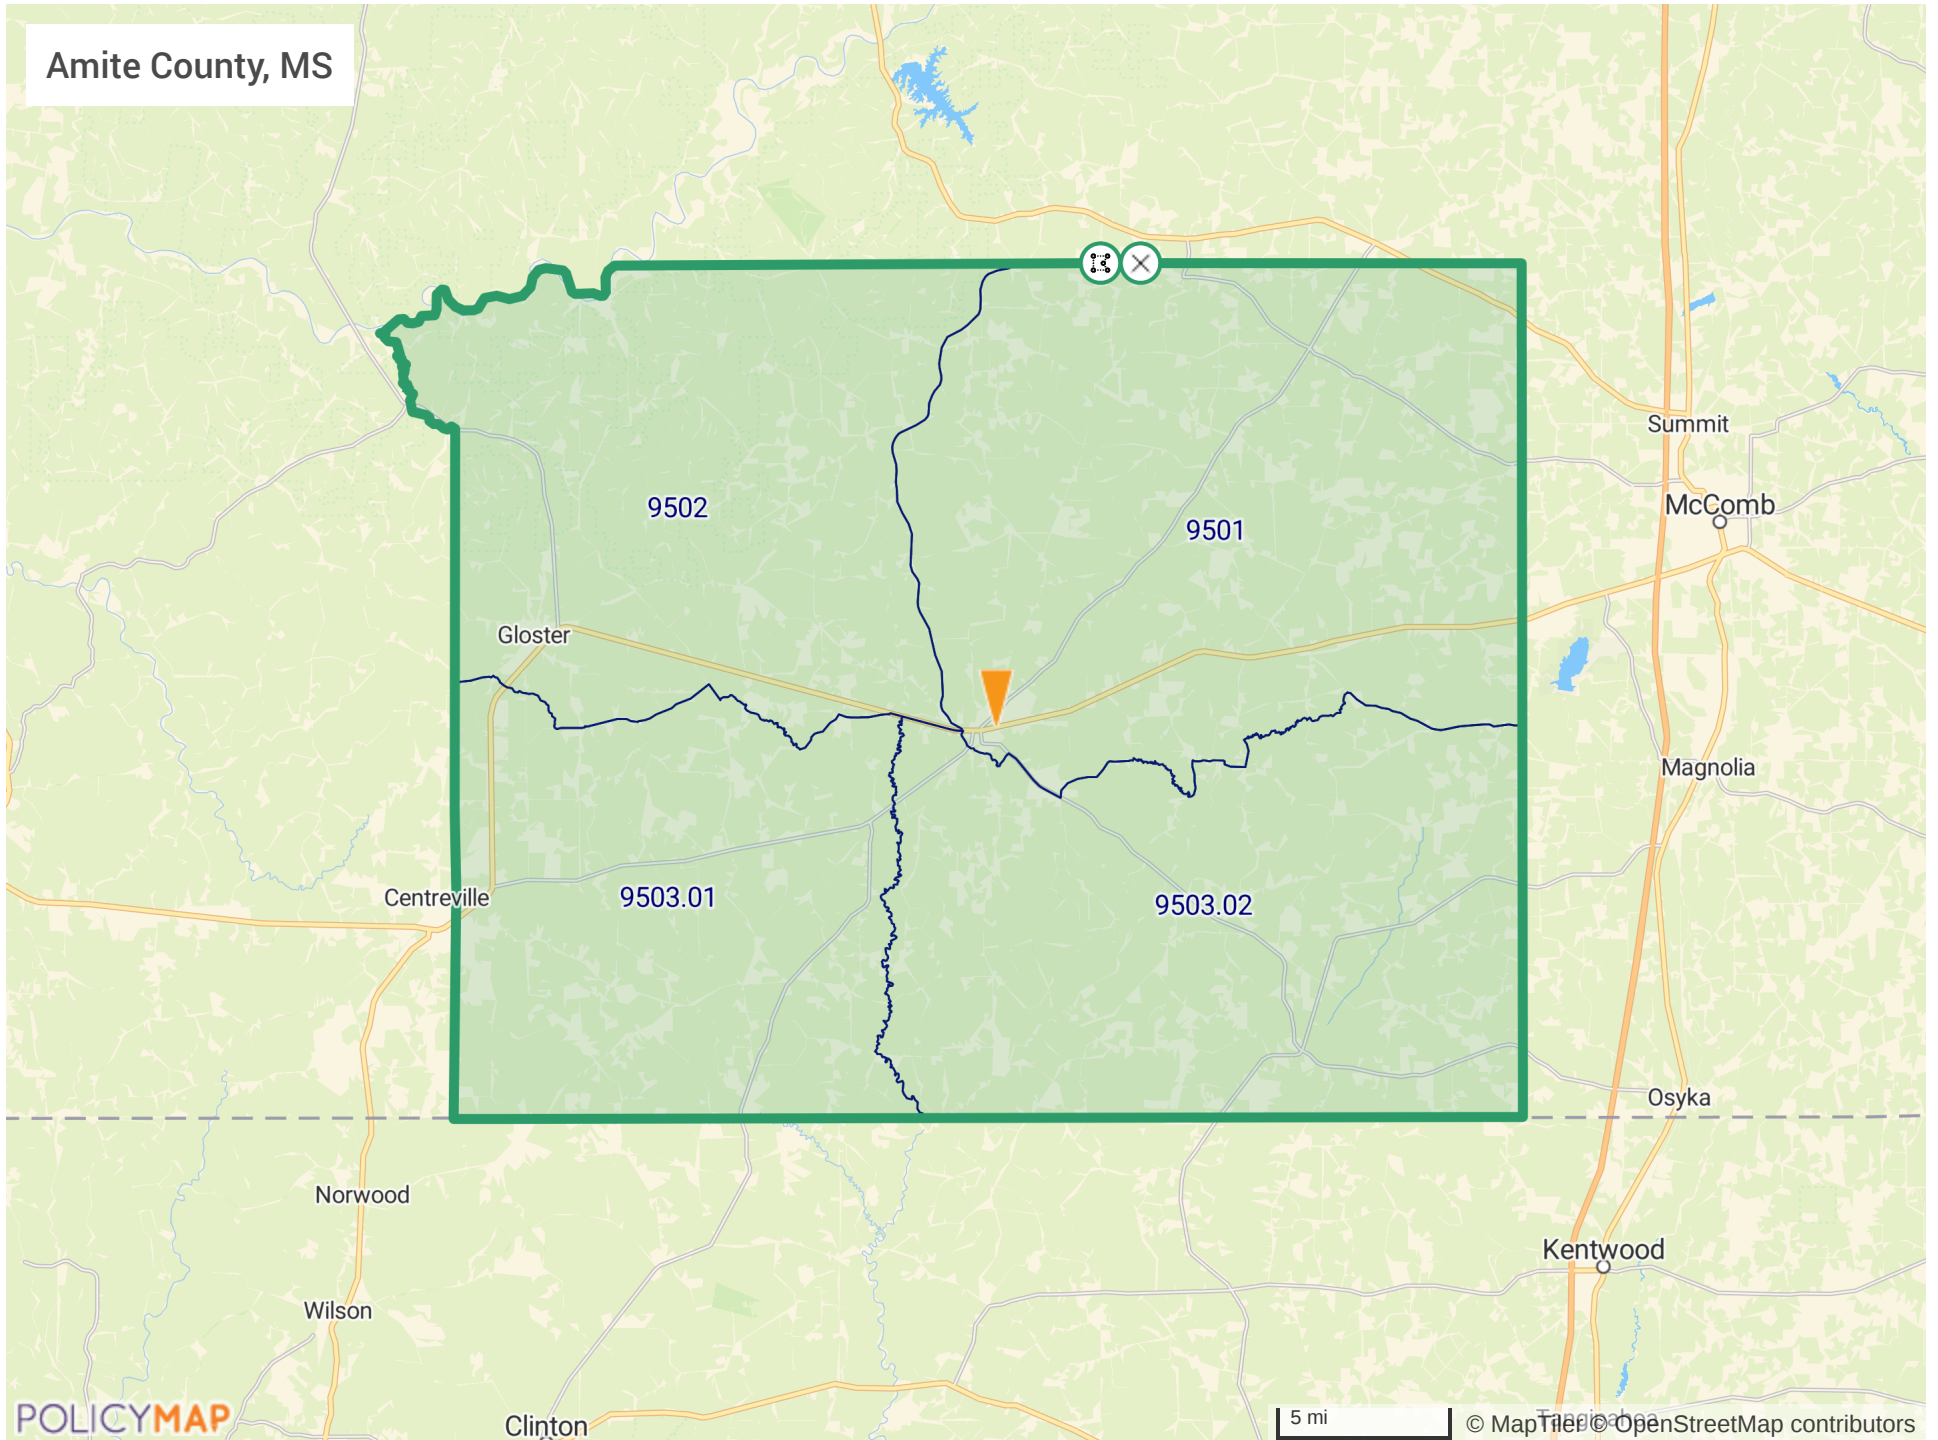 Amite County, MS
Summit
McComb
9502
9501
Gloster
Magnolia
Centreville
9503.01
9503.02
Osyka
Norwood
Kentwood
Wilson
POLICYMAP
Clinton
5 mi
Tangipahoa
© MapTiler © OpenStreetMap contributors